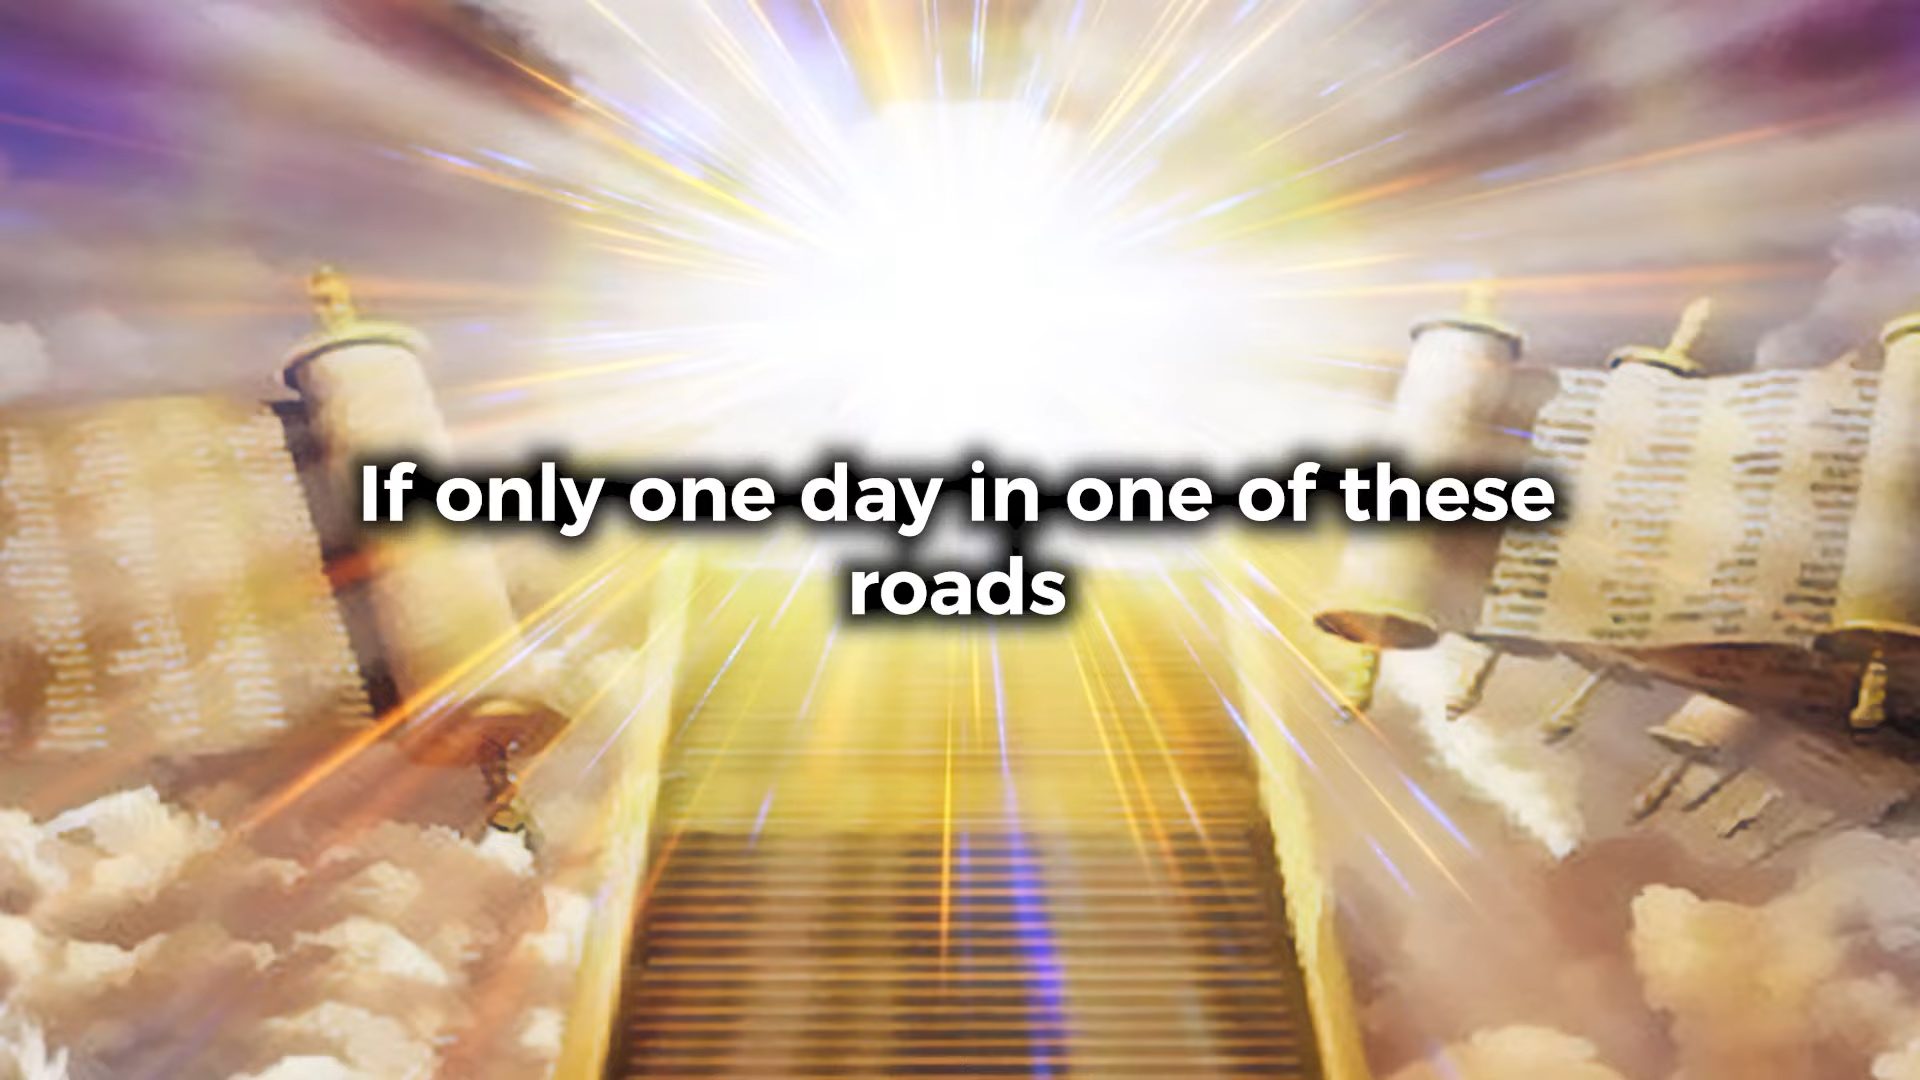 If only one day in one of these
roads